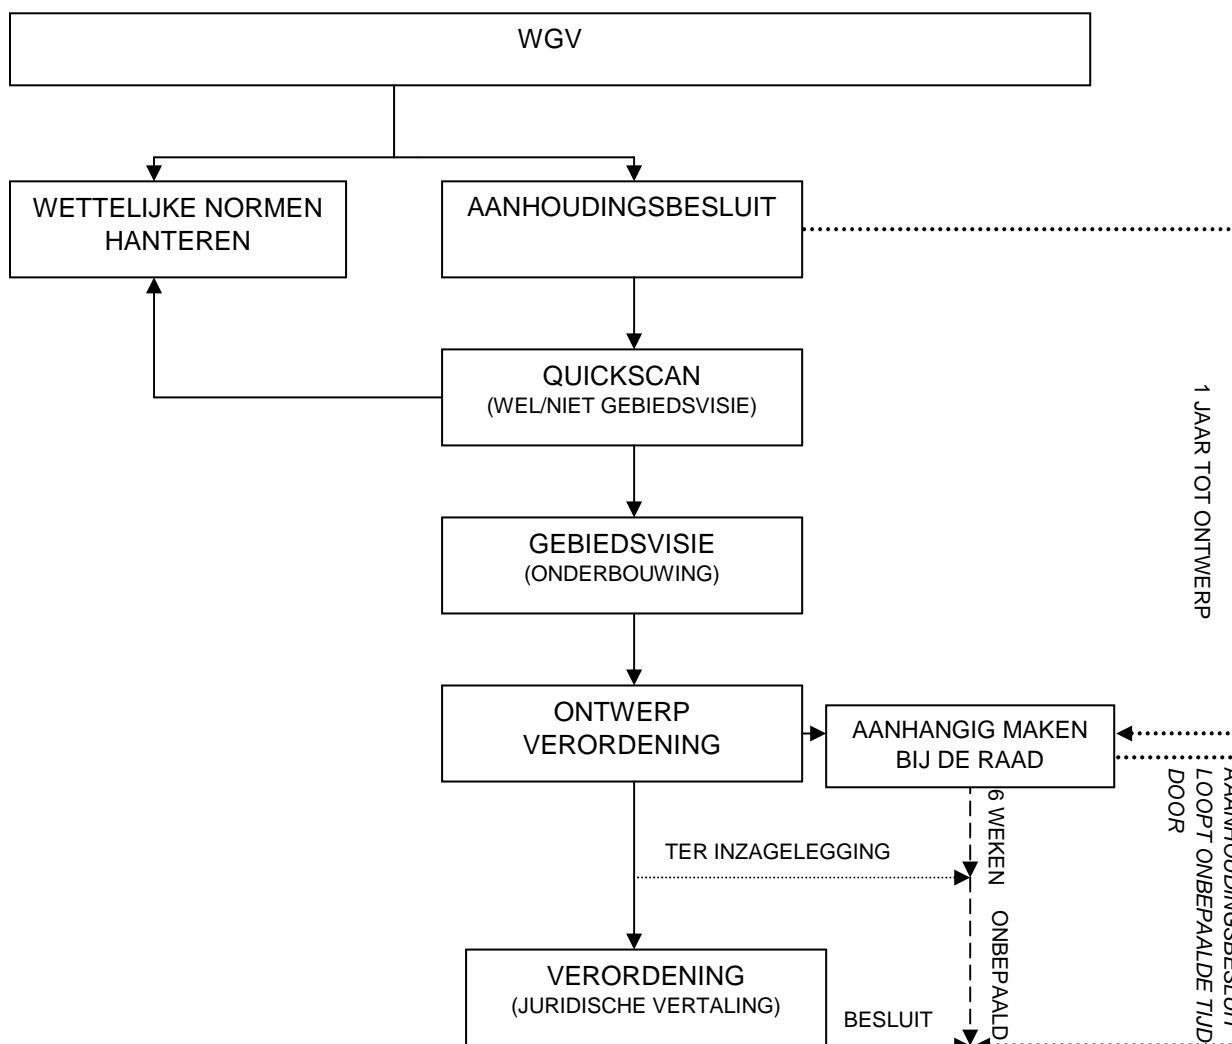 WGV
WETTELIJKE NORMEN
HANTEREN
AANHOUDINGSBESLUIT
QUICKSCAN
(WEL/NIET GEBIEDSVISIE)
1 JAAR TOT ONTWERP
GEBIEDSVISIE
(ONDERBOUWING)
ONTWERP
VERORDENING
AANHANGIG MAKEN
BIJ DE RAAD
AAANHOUDINGSBESLUIT
LOOPT ONBEPAALDE TIJD
DOOR
6 WEKEN
TER INZAGELEGGING
ONBEPAALD
VERORDENING
(JURIDISCHE VERTALING)
BESLUIT